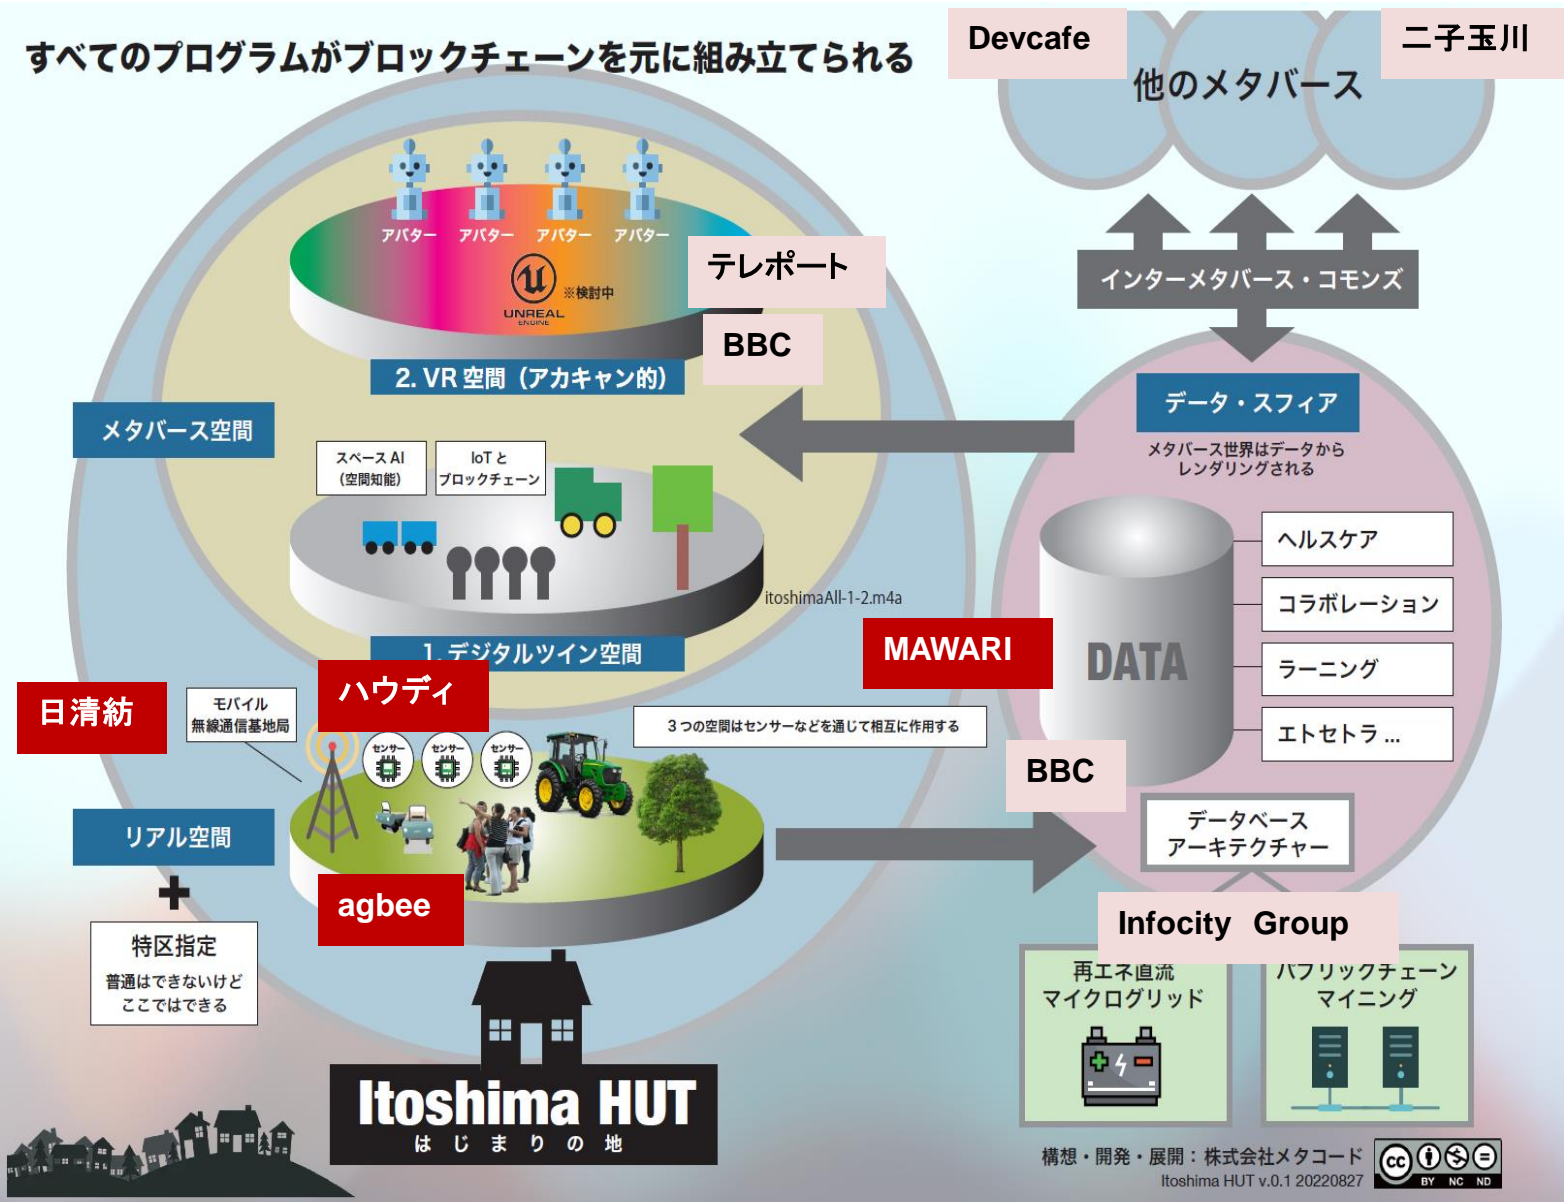 すべてのプログラムがブロックチェーンを元に組み立てられる
Devcafe
二子玉川
他のメタバース
アバター アバター アバター アバター
テレポート
※検討中
UNREAL
ENGINE
BBC
2. VR 空間（アカキャン的）
インターメタバース・コモンズ
データ・スフィア
メタバース世界はデータから
レンダリングされる
メタバース空間
スペース AI
（空間知能）
IoT と
ブロックチェーン
itoshimaAll-1-2.m4a
1. デジタルツイン空間
MAWARI
DATA
ヘルスケア
コラボレーション
ラーニング
エトセトラ ...
日清紡
モバイル
無線通信基地局
ハウディ
センサー センサー センサー
3 つの空間はセンサーなどを通じて相互に作用する
BBC
リアル空間
データベース
アーキテクチャー
agbee
特区指定
普通はできないけど
ここではできる
Infocity Group
再エネ直流
マイクログリッド
パブリックチェーン
マイニング
Itoshima HUT
はじまりの地
構想・開発・展開：株式会社メタコード
Itoshima HUT v.0.1 20220827
cc
BY NC ND